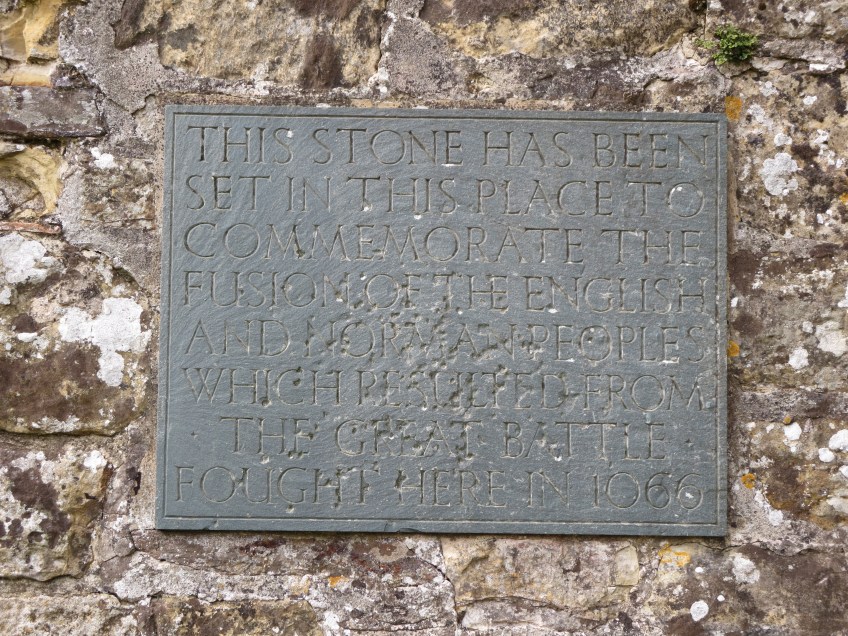 THIS STONE HAS BEEN
SET IN THIS PLACE TO
COMMEMORATE THE
FUSION OF THE ENGLISH
AND NORMAN PEOPLES
WHICH RESULTED FROM
· THE GREAT BATTLE ·
FOUGHT HERE IN 1066